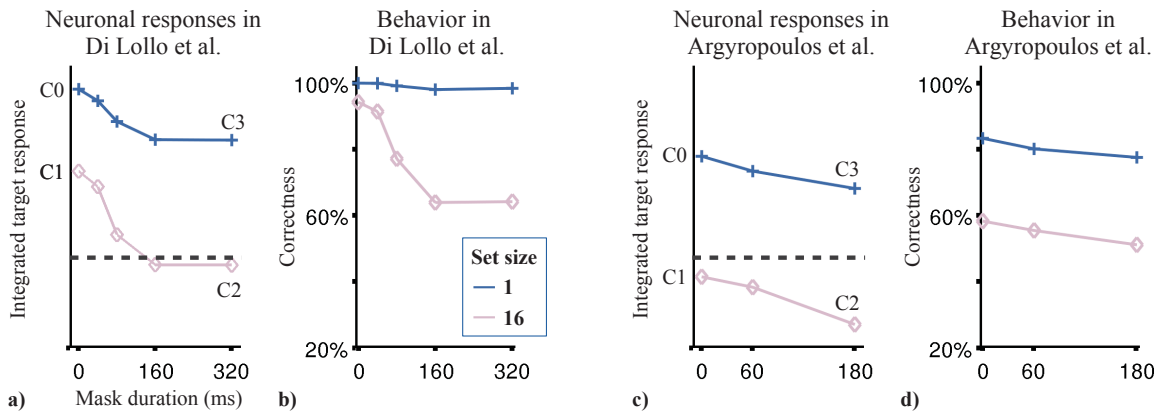 Neuronal responses in
Di Lollo et al.
Behavior in
Di Lollo et al.
Neuronal responses in
Argyropoulos et al.
Behavior in
Argyropoulos et al.
Integrated target response
C0
C1
C3
C2
0
160
320
Mask duration (ms)
a)
Correctness
100%
60%
20%
Set size
1
16
0
160
320
b)
Integrated target response
C0
C1
C3
C2
0
60
180
c)
Correctness
100%
60%
20%
0
60
180
d)